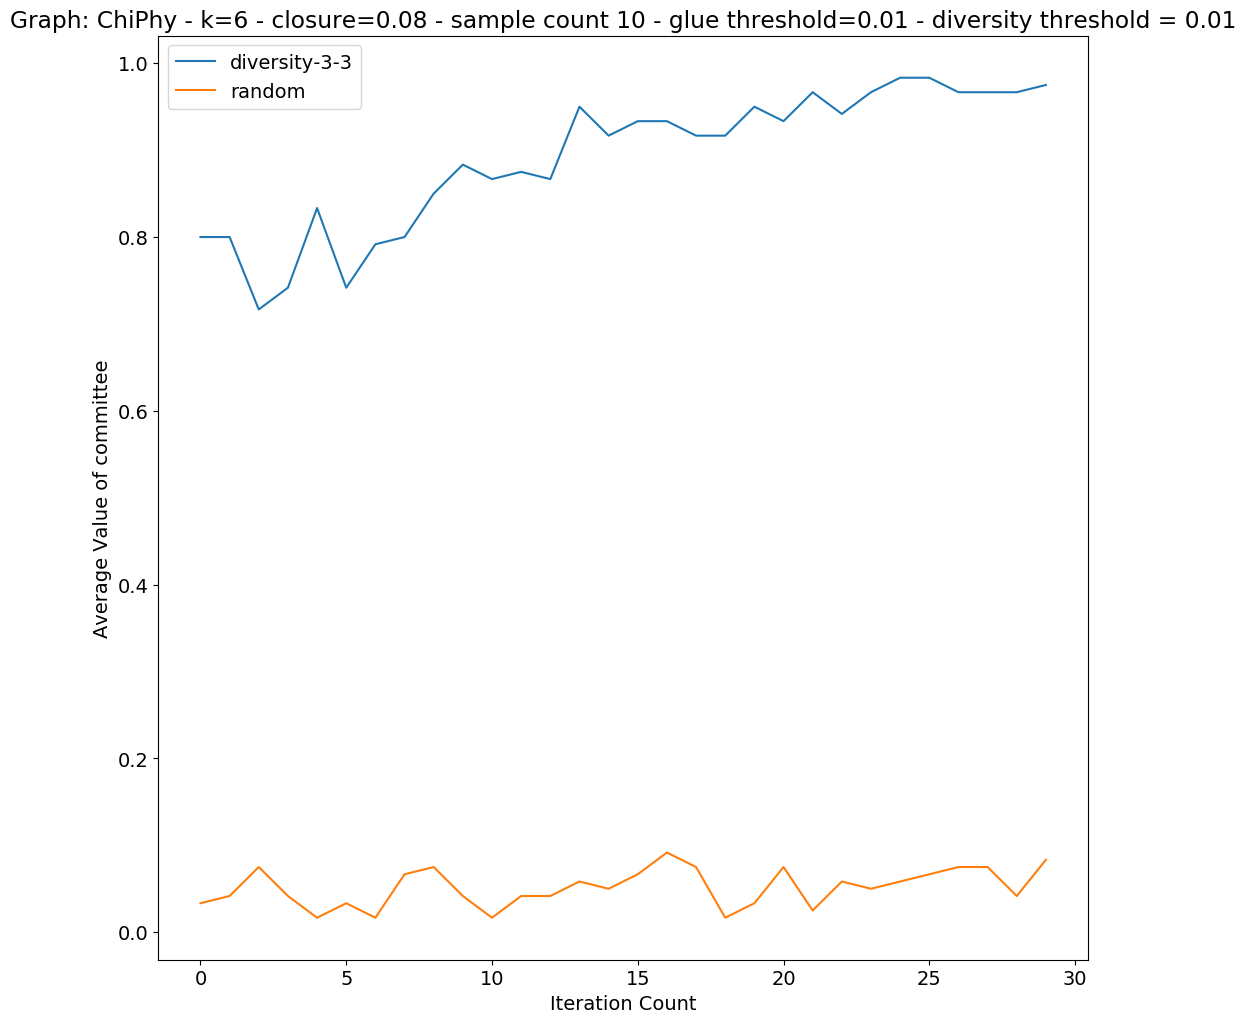 Graph: ChiPhy - k=6 - closure=0.08 - sample count 10 - glue threshold=0.01 - diversity threshold = 0.01
diversity-3-3
random
1.0
0.8
0.6
0.4
0.2
0.0
Average Value of committee
0 5 10 15 20 25 30
Iteration Count